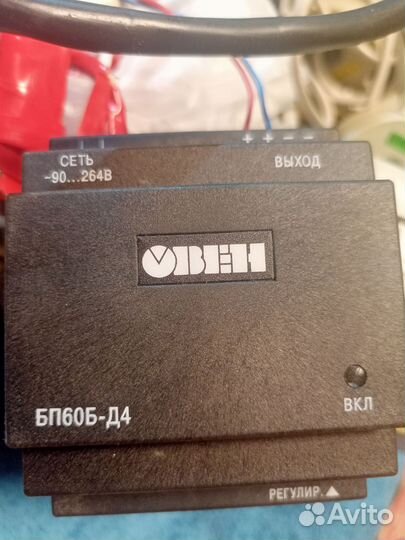 СЕТЬ
~90...264В
+ + − −
ВЫХОД
ОВЕН
БП60Б-Д4
ВКЛ
РЕГУЛИР.▲
Avito